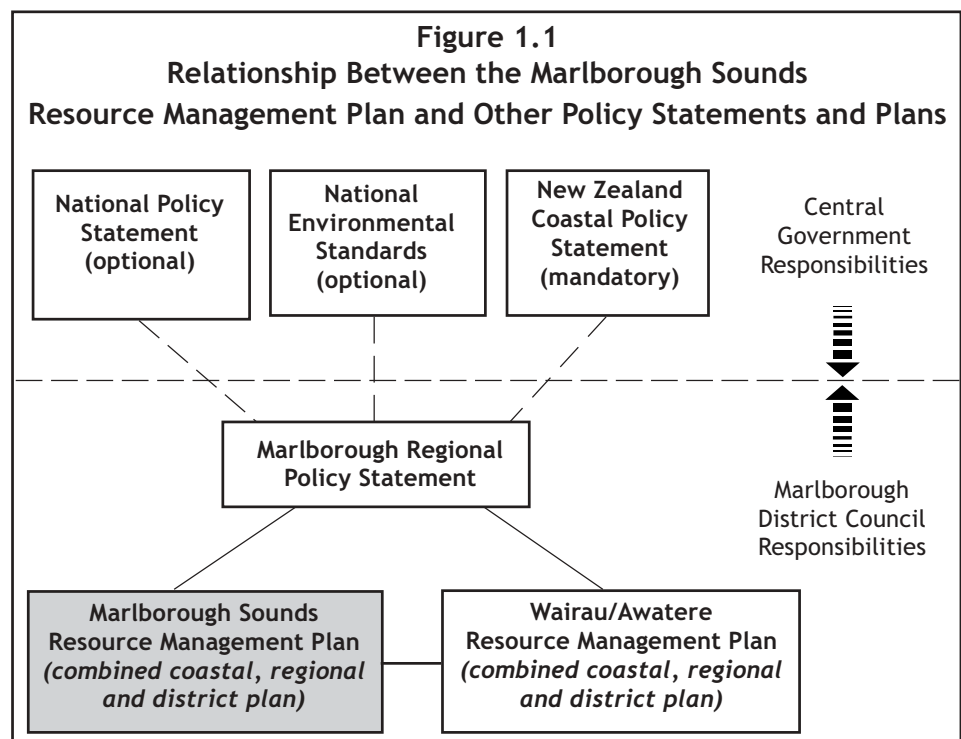 Figure 1.1
Relationship Between the Marlborough Sounds
Resource Management Plan and Other Policy Statements and Plans
National Policy
Statement
(optional)
National
Environmental
Standards
(optional)
New Zealand
Coastal Policy
Statement
(mandatory)
Central
Government
Responsibilities
Marlborough Regional
Policy Statement
Marlborough
District Council
Responsibilities
Marlborough Sounds
Resource Management Plan
(combined coastal, regional
and district plan)
Wairau/Awatere
Resource Management Plan
(combined coastal, regional
and district plan)